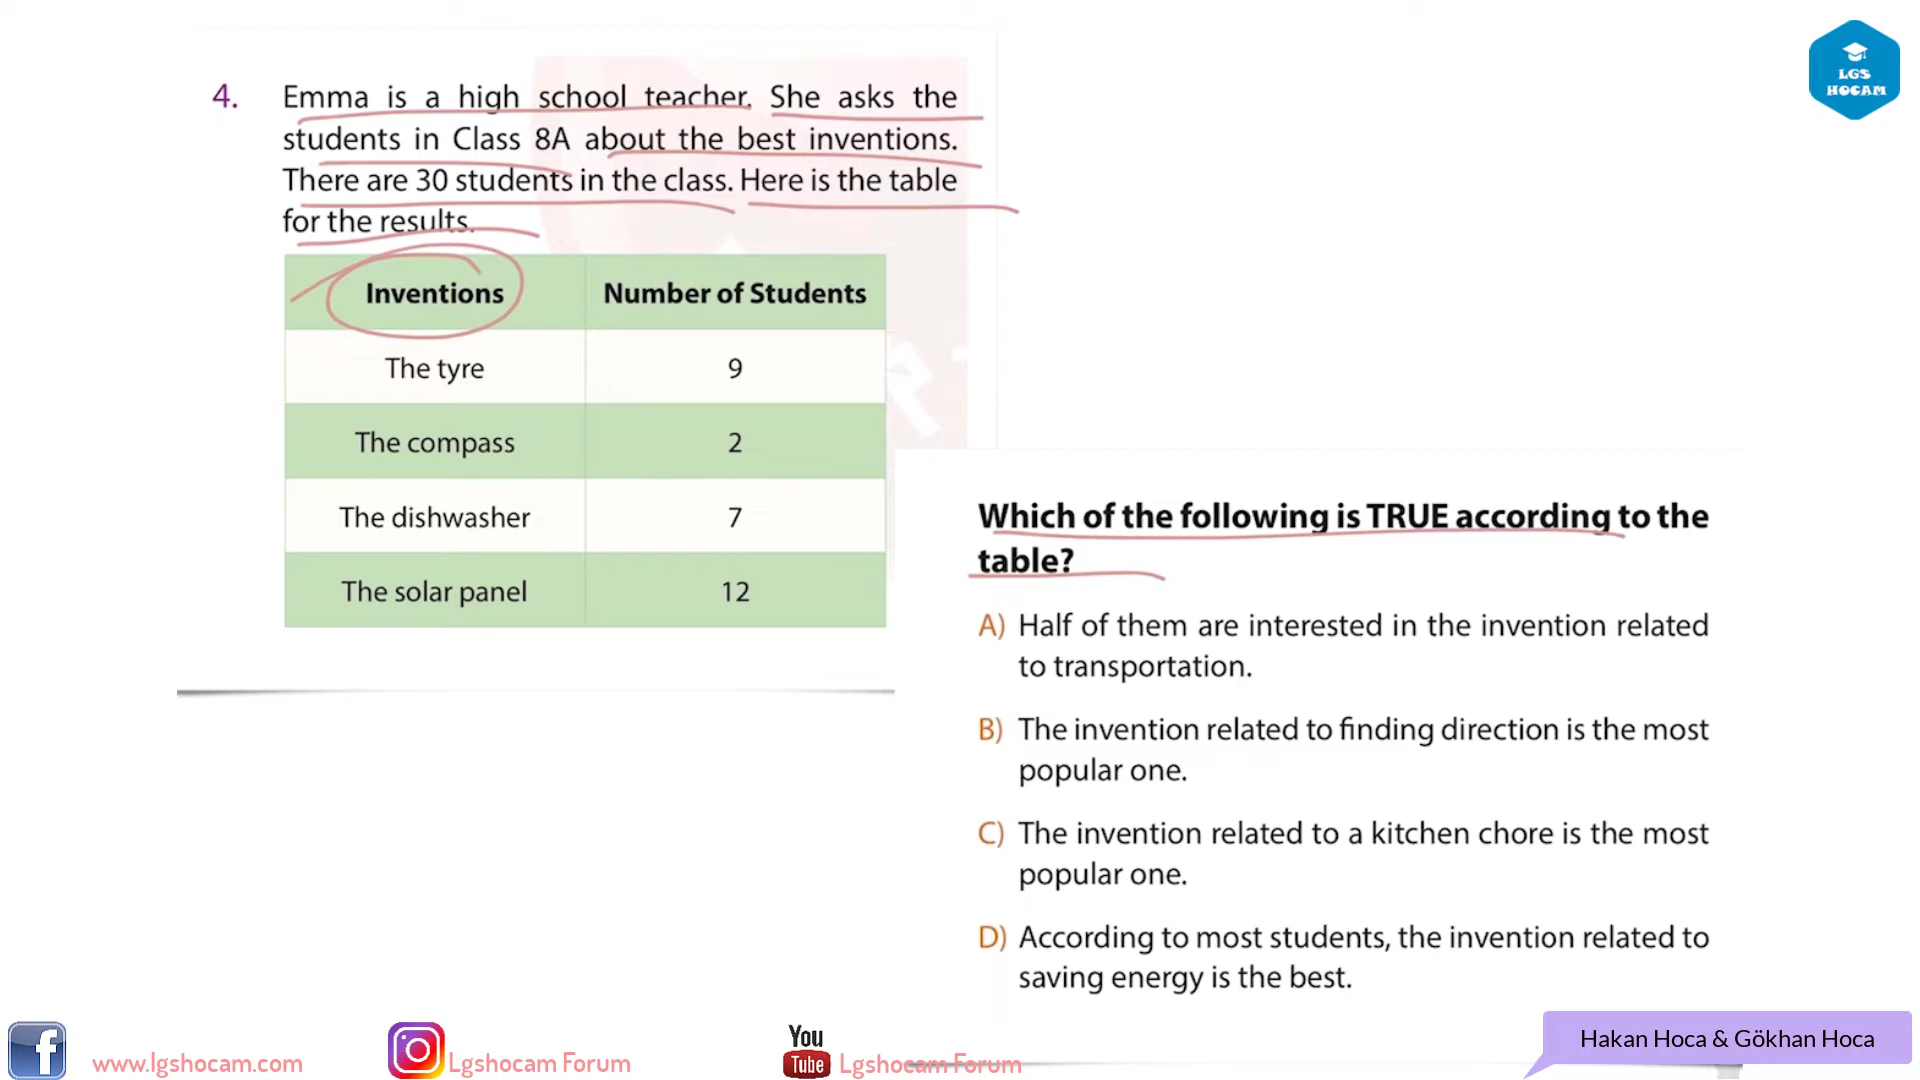 LGS
HOCAM
4. Emma is a high school teacher. She asks the
students in Class 8A about the best inventions.
There are 30 students in the class. Here is the table
for the results.
Inventions Number of Students
The tyre 9
The compass 2
The dishwasher 7
The solar panel 12
Which of the following is TRUE according to the
table?
A) Half of them are interested in the invention related
to transportation.
B) The invention related to finding direction is the most
popular one.
C) The invention related to a kitchen chore is the most
popular one.
D) According to most students, the invention related to
saving energy is the best.
www.lgshocam.com
Lgshocam Forum
You
Tube
Lgshocam Forum
Hakan Hoca & Gökhan Hoca